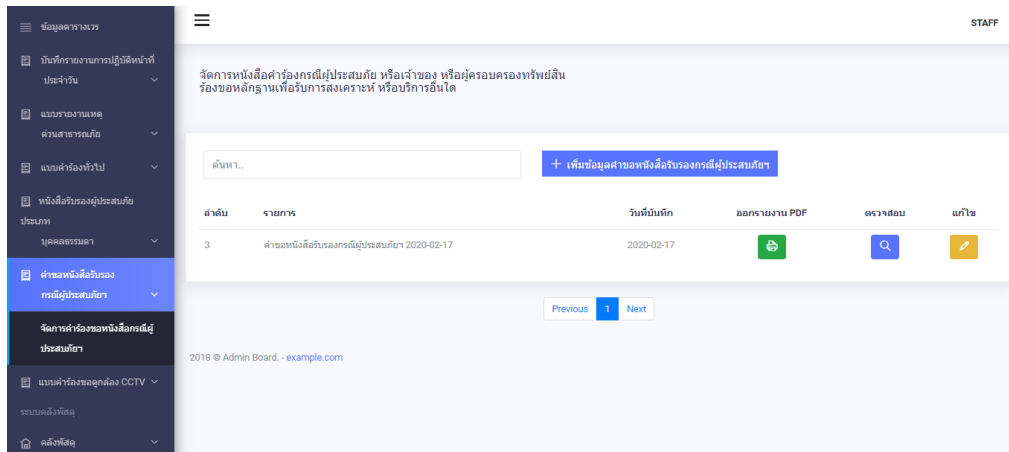 ข้อมูลตารางเวร
บันทึกรายงานการปฏิบัติหน้าที่
ประจำวัน
แบบรายงานเหตุ
ด่วนสาธารณภัย
แบบคำร้องทั่วไป
หนังสือรับรองผู้ประสบภัย
ประเภท
บุคคลธรรมดา
คำขอหนังสือรับรอง
กรณีผู้ประสบภัยฯ
จัดการคำร้องขอหนังสือกรณีผู้
ประสบภัยฯ
แบบคำร้องขอดูกล้อง CCTV
ระบบคลังพัสดุ
คลังพัสดุ
STAFF
จัดการหนังสือคำร้องกรณีผู้ประสบภัย หรือเจ้าของ หรือผู้ครอบครองทรัพย์สิน
ร้องขอหลักฐานเพื่อรับการสงเคราะห์ หรือบริการอื่นใด
ค้นหา..
+ เพิ่มข้อมูลคำขอหนังสือรับรองกรณีผู้ประสบภัยฯ
ลำดับ รายการ วันที่บันทึก ออกรายงาน PDF ตรวจสอบ แก้ไข
3 คำขอหนังสือรับรองกรณีผู้ประสบภัยฯ 2020-02-17 2020-02-17
Previous 1 Next
2018 © Admin Board. - example.com